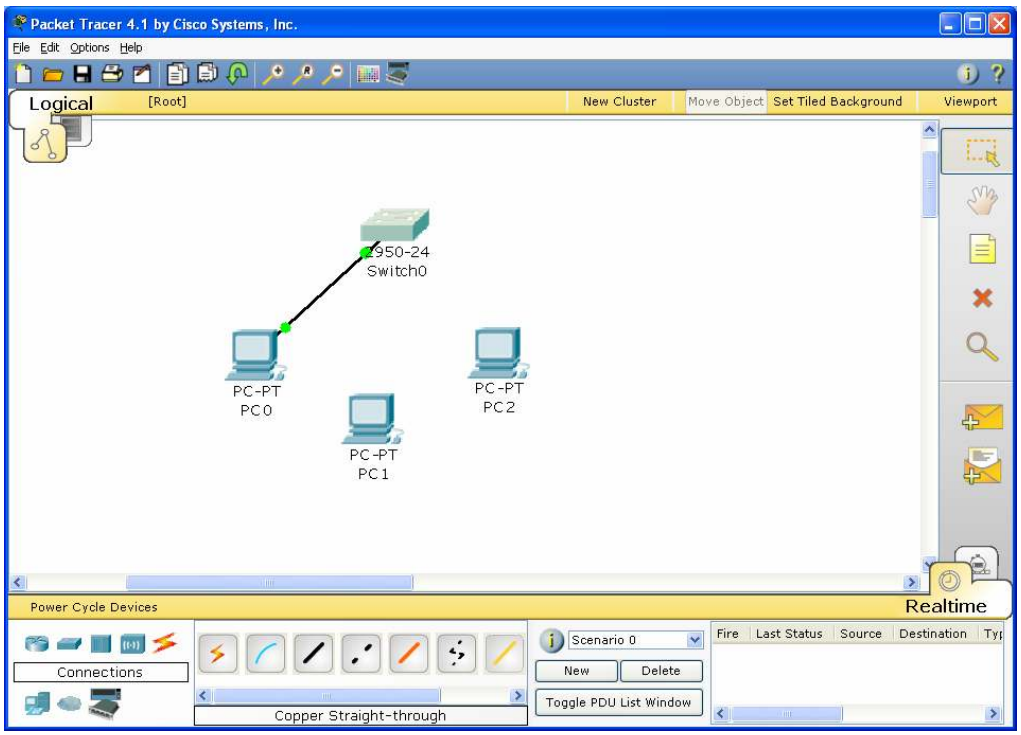 Packet Tracer 4.1 by Cisco Systems, Inc.
File Edit Options Help
Logical [Root] New Cluster Move Object Set Tiled Background Viewport
2950-24
Switch0
PC-PT
PC0
PC-PT
PC1
PC-PT
PC2
Power Cycle Devices Realtime
Connections
Copper Straight-through
Scenario 0
New Delete
Toggle PDU List Window
Fire Last Status Source Destination